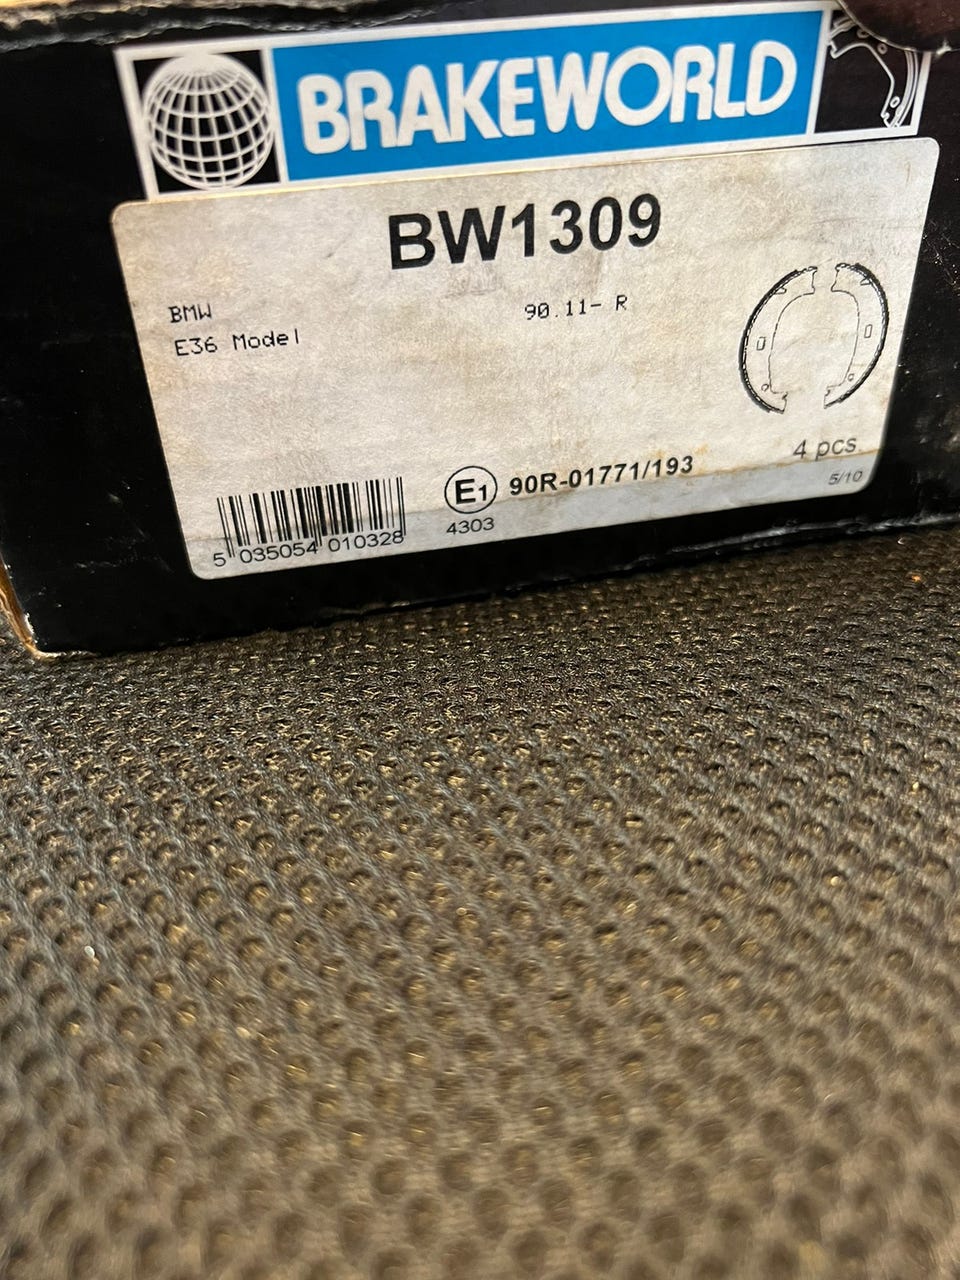 BRAKEWORLD
BW1309
BMW 90.11- R
E36 Model
4 pcs.
E1 90R-01771/193
5/10
4303
5 035054 010328